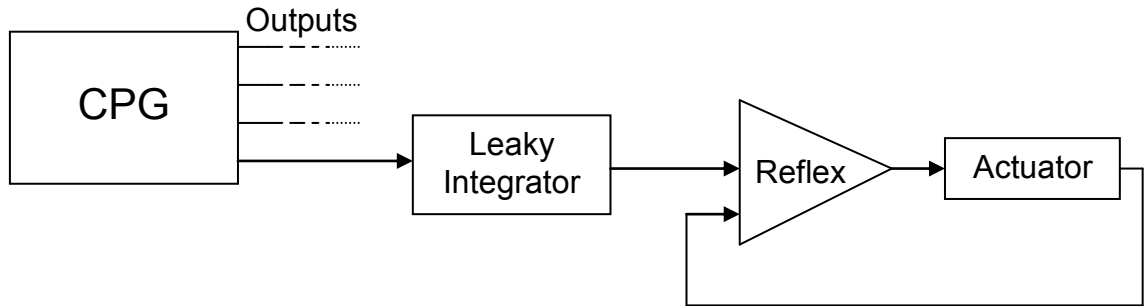 Outputs
CPG
Leaky
Integrator
Reflex
Actuator